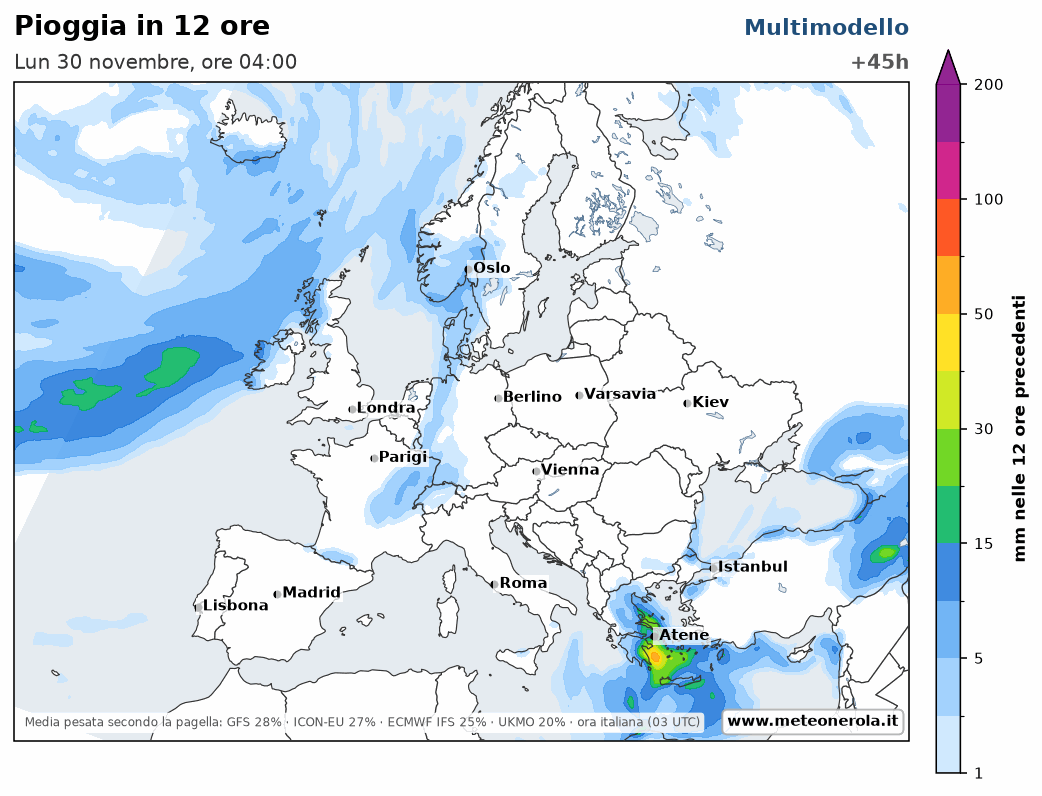 Pioggia in 12 ore
Multimodello
Lun 30 novembre, ore 04:00
+45h
200
100
50
30
15
5
1
mm nelle 12 ore precedenti
Oslo
Berlino
Varsavia
Kiev
Londra
Parigi
Vienna
Istanbul
Roma
Madrid
Lisbona
Atene
Media pesata secondo la pagella: GFS 28% · ICON-EU 27% · ECMWF IFS 25% · UKMO 20% · ora italiana (03 UTC)
www.meteonerola.it